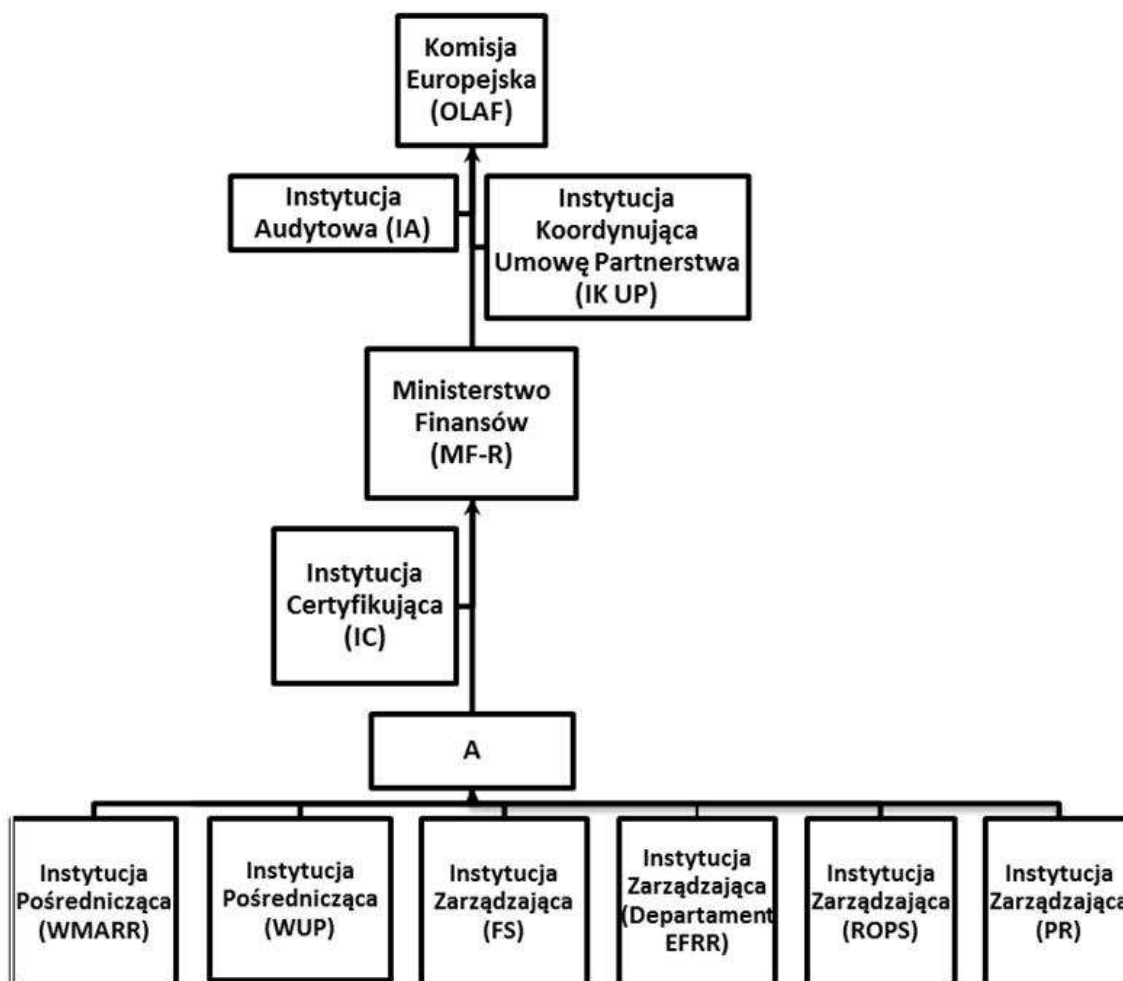 Komisja
Europejska
(OLAF)
Instytucja
Audytowa (IA)
Instytucja
Koordynująca
Umowę Partnerstwa
(IK UP)
Ministerstwo
Finansów
(MF-R)
Instytucja
Certyfikująca
(IC)
A
Instytucja
Pośrednicząca
(WMARR)
Instytucja
Pośrednicząca
(WUP)
Instytucja
Zarządzająca
(FS)
Instytucja
Zarządzająca
(Departament
EFRR)
Instytucja
Zarządzająca
(ROPS)
Instytucja
Zarządzająca
(PR)